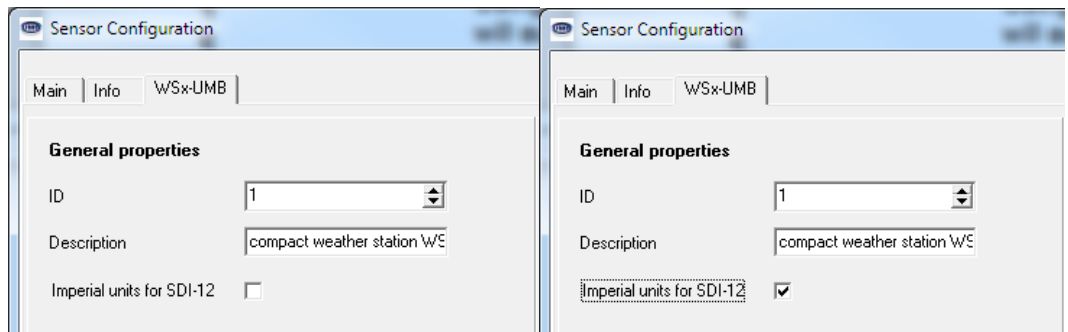 Sensor Configuration
Main
Info
WSx-UMB
General properties
ID
1
Description
compact weather station WS
Imperial units for SDI-12
Sensor Configuration
Main
Info
WSx-UMB
General properties
ID
1
Description
compact weather station WS
Imperial units for SDI-12